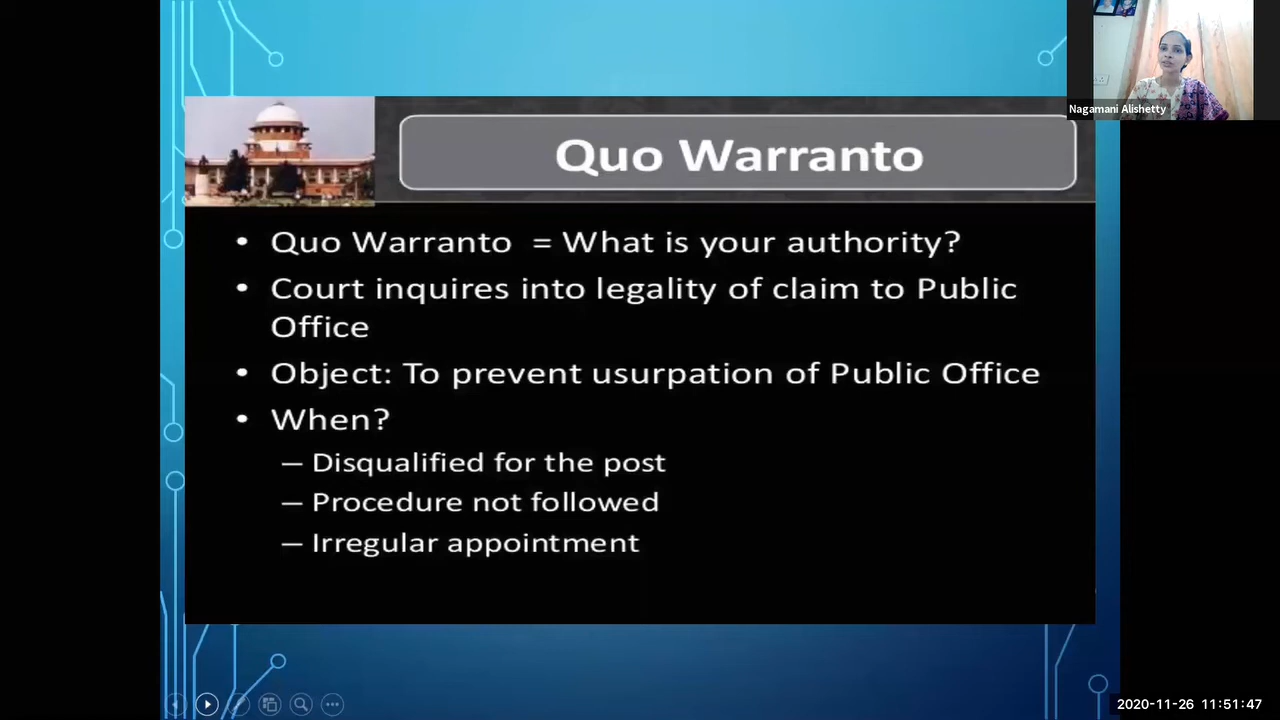 Nagamani Alishetty
Quo Warranto
• Quo Warranto = What is your authority?
• Court inquires into legality of claim to Public
Office
• Object: To prevent usurpation of Public Office
• When?
– Disqualified for the post
– Procedure not followed
– Irregular appointment
2020-11-26 11:51:47